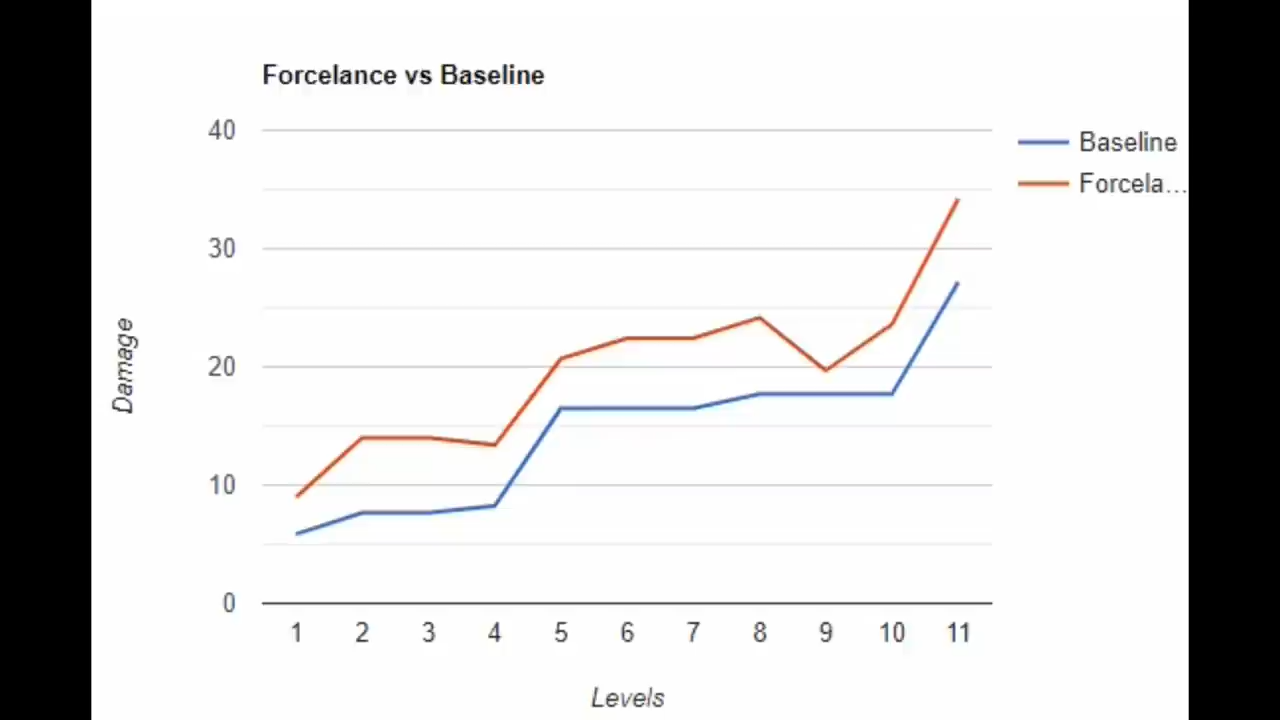 Forcelance vs Baseline
40
30
20
10
0
Damage
1 2 3 4 5 6 7 8 9 10 11
Levels
Baseline
Forcela...